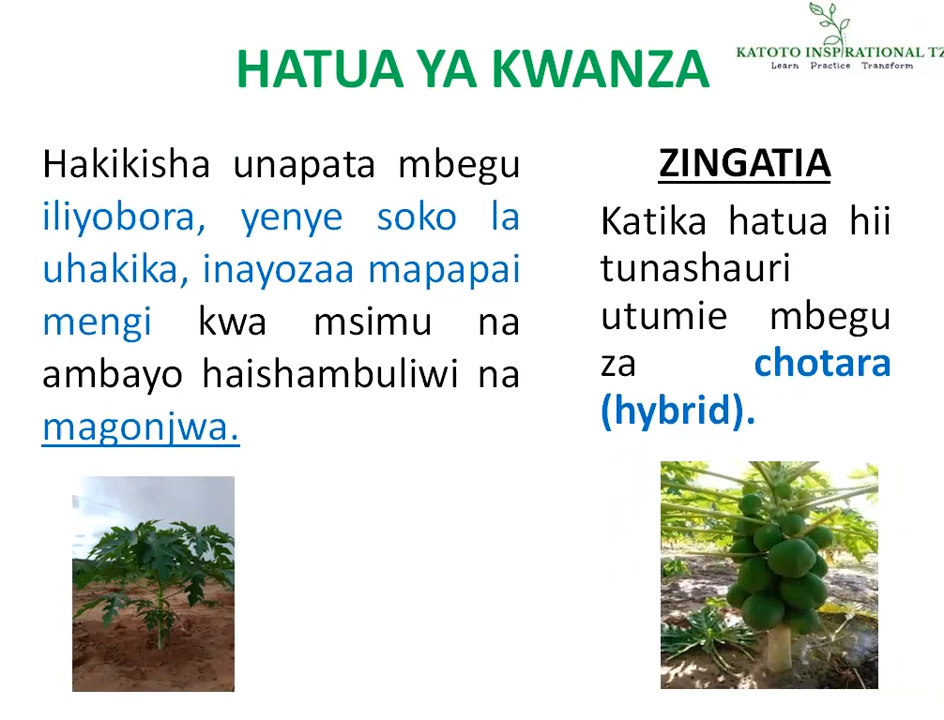 KATOTO INSPIRATIONAL TZ
Learn Practice Transform
HATUA YA KWANZA
Hakikisha unapata mbegu
iliyobora, yenye soko la
uhakika, inayozaa mapapai
mengi kwa msimu na
ambayo haishambuliwi na
magonjwa.
ZINGATIA
Katika hatua hii
tunashauri
utumie mbegu
za chotara
(hybrid).